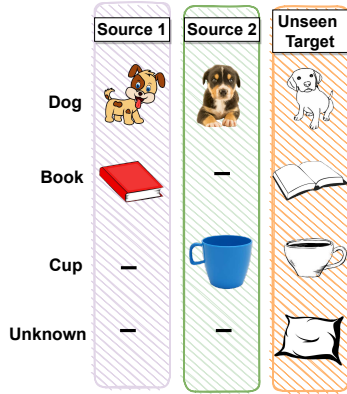 Source 1
Source 2
Unseen
Target
Dog
Book
–
Cup
–
Unknown
– –